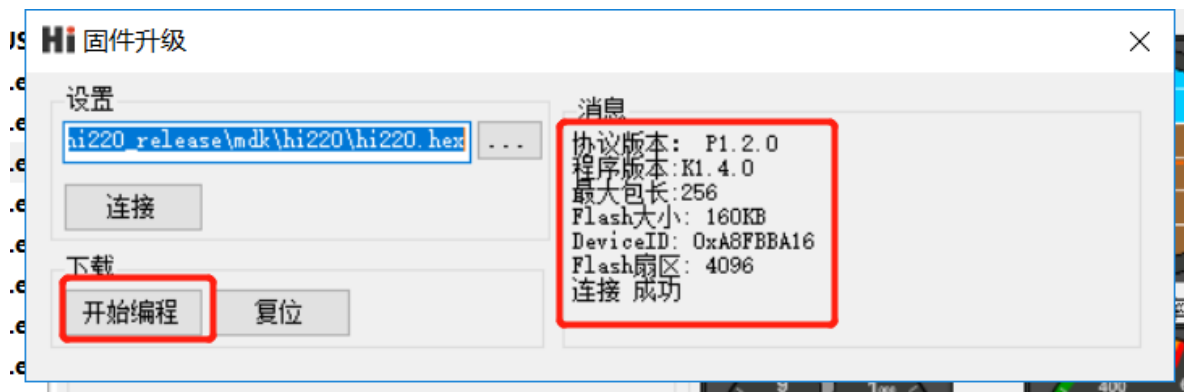 Hi 固件升级
设置
hi220_release\mdk\hi220\hi220.hex
...
连接
下载
开始编程
复位
消息
协议版本: P1.2.0
程序版本:K1.4.0
最大包长:256
Flash大小: 160KB
DeviceID: 0xA8FBBA16
Flash扇区: 4096
连接 成功
9
400